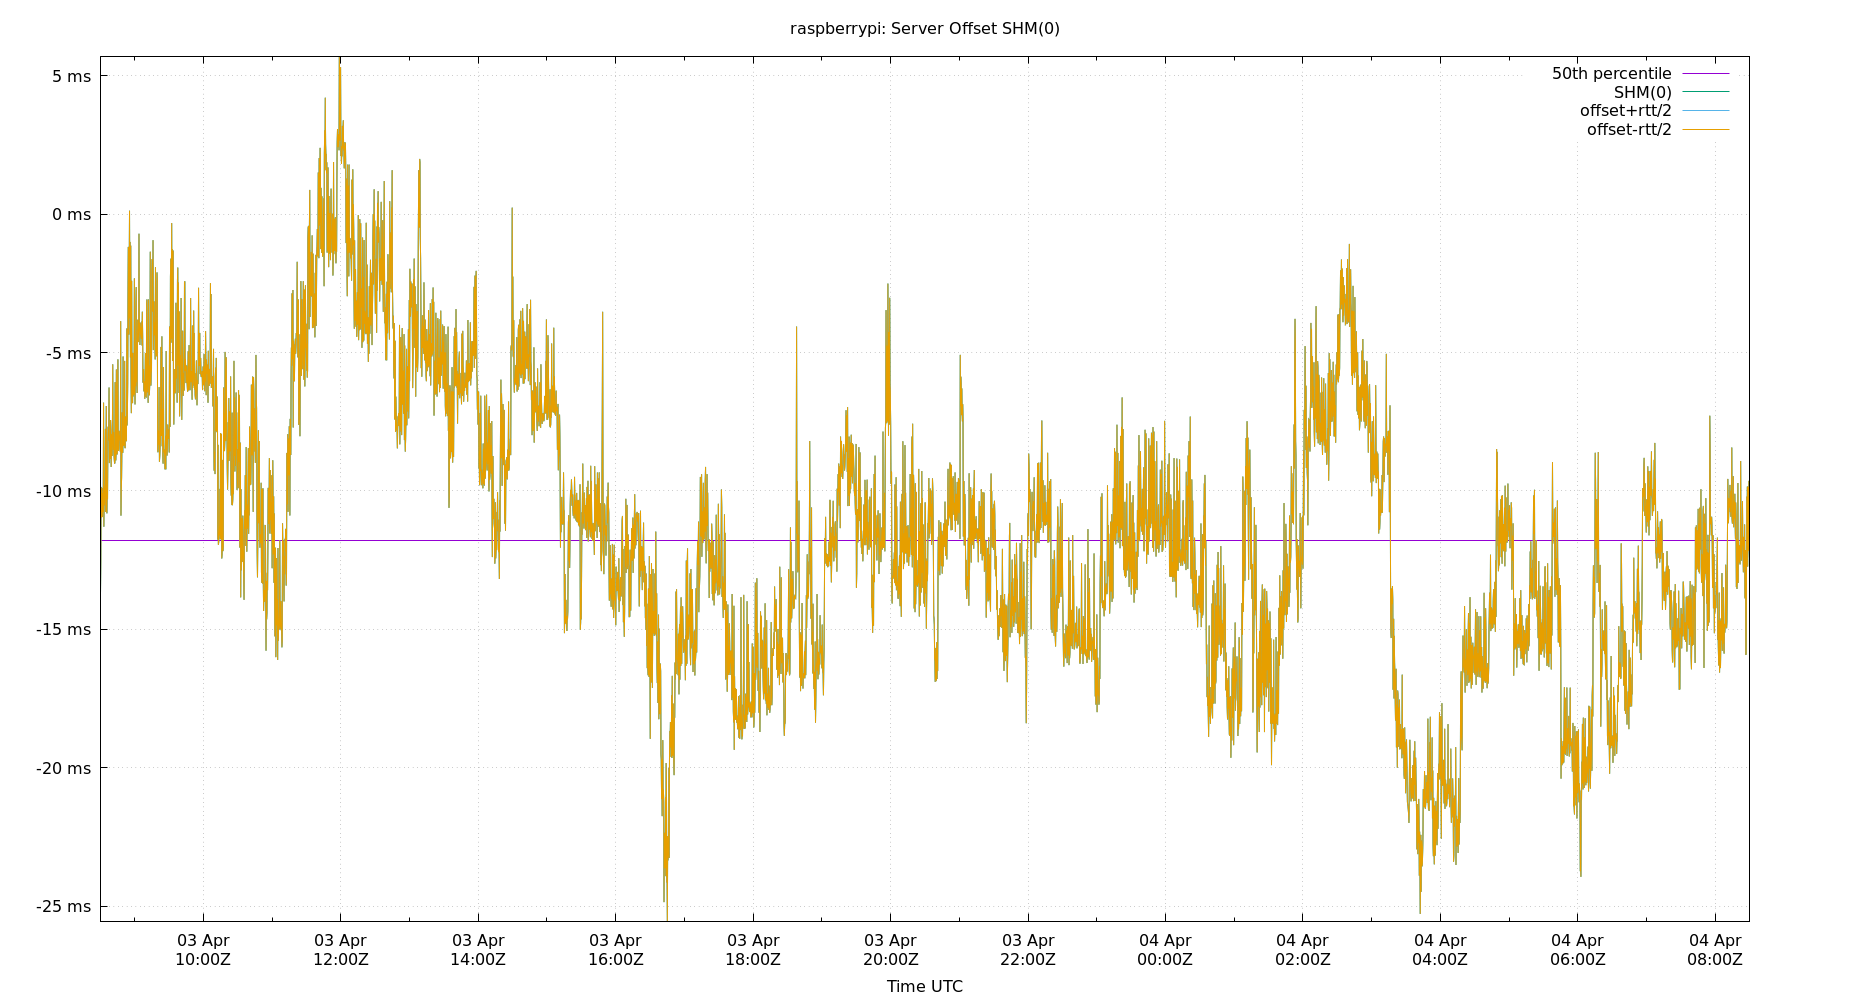 raspberrypi: Server Offset SHM(0)
50th percentile
SHM(0)
offset+rtt/2
offset-rtt/2
5 ms
0 ms
-5 ms
-10 ms
-15 ms
-20 ms
-25 ms
03 Apr 03 Apr 03 Apr 03 Apr 03 Apr 03 Apr 03 Apr 04 Apr 04 Apr 04 Apr 04 Apr 04 Apr
10:00Z 12:00Z 14:00Z 16:00Z 18:00Z 20:00Z 22:00Z 00:00Z 02:00Z 04:00Z 06:00Z 08:00Z
Time UTC